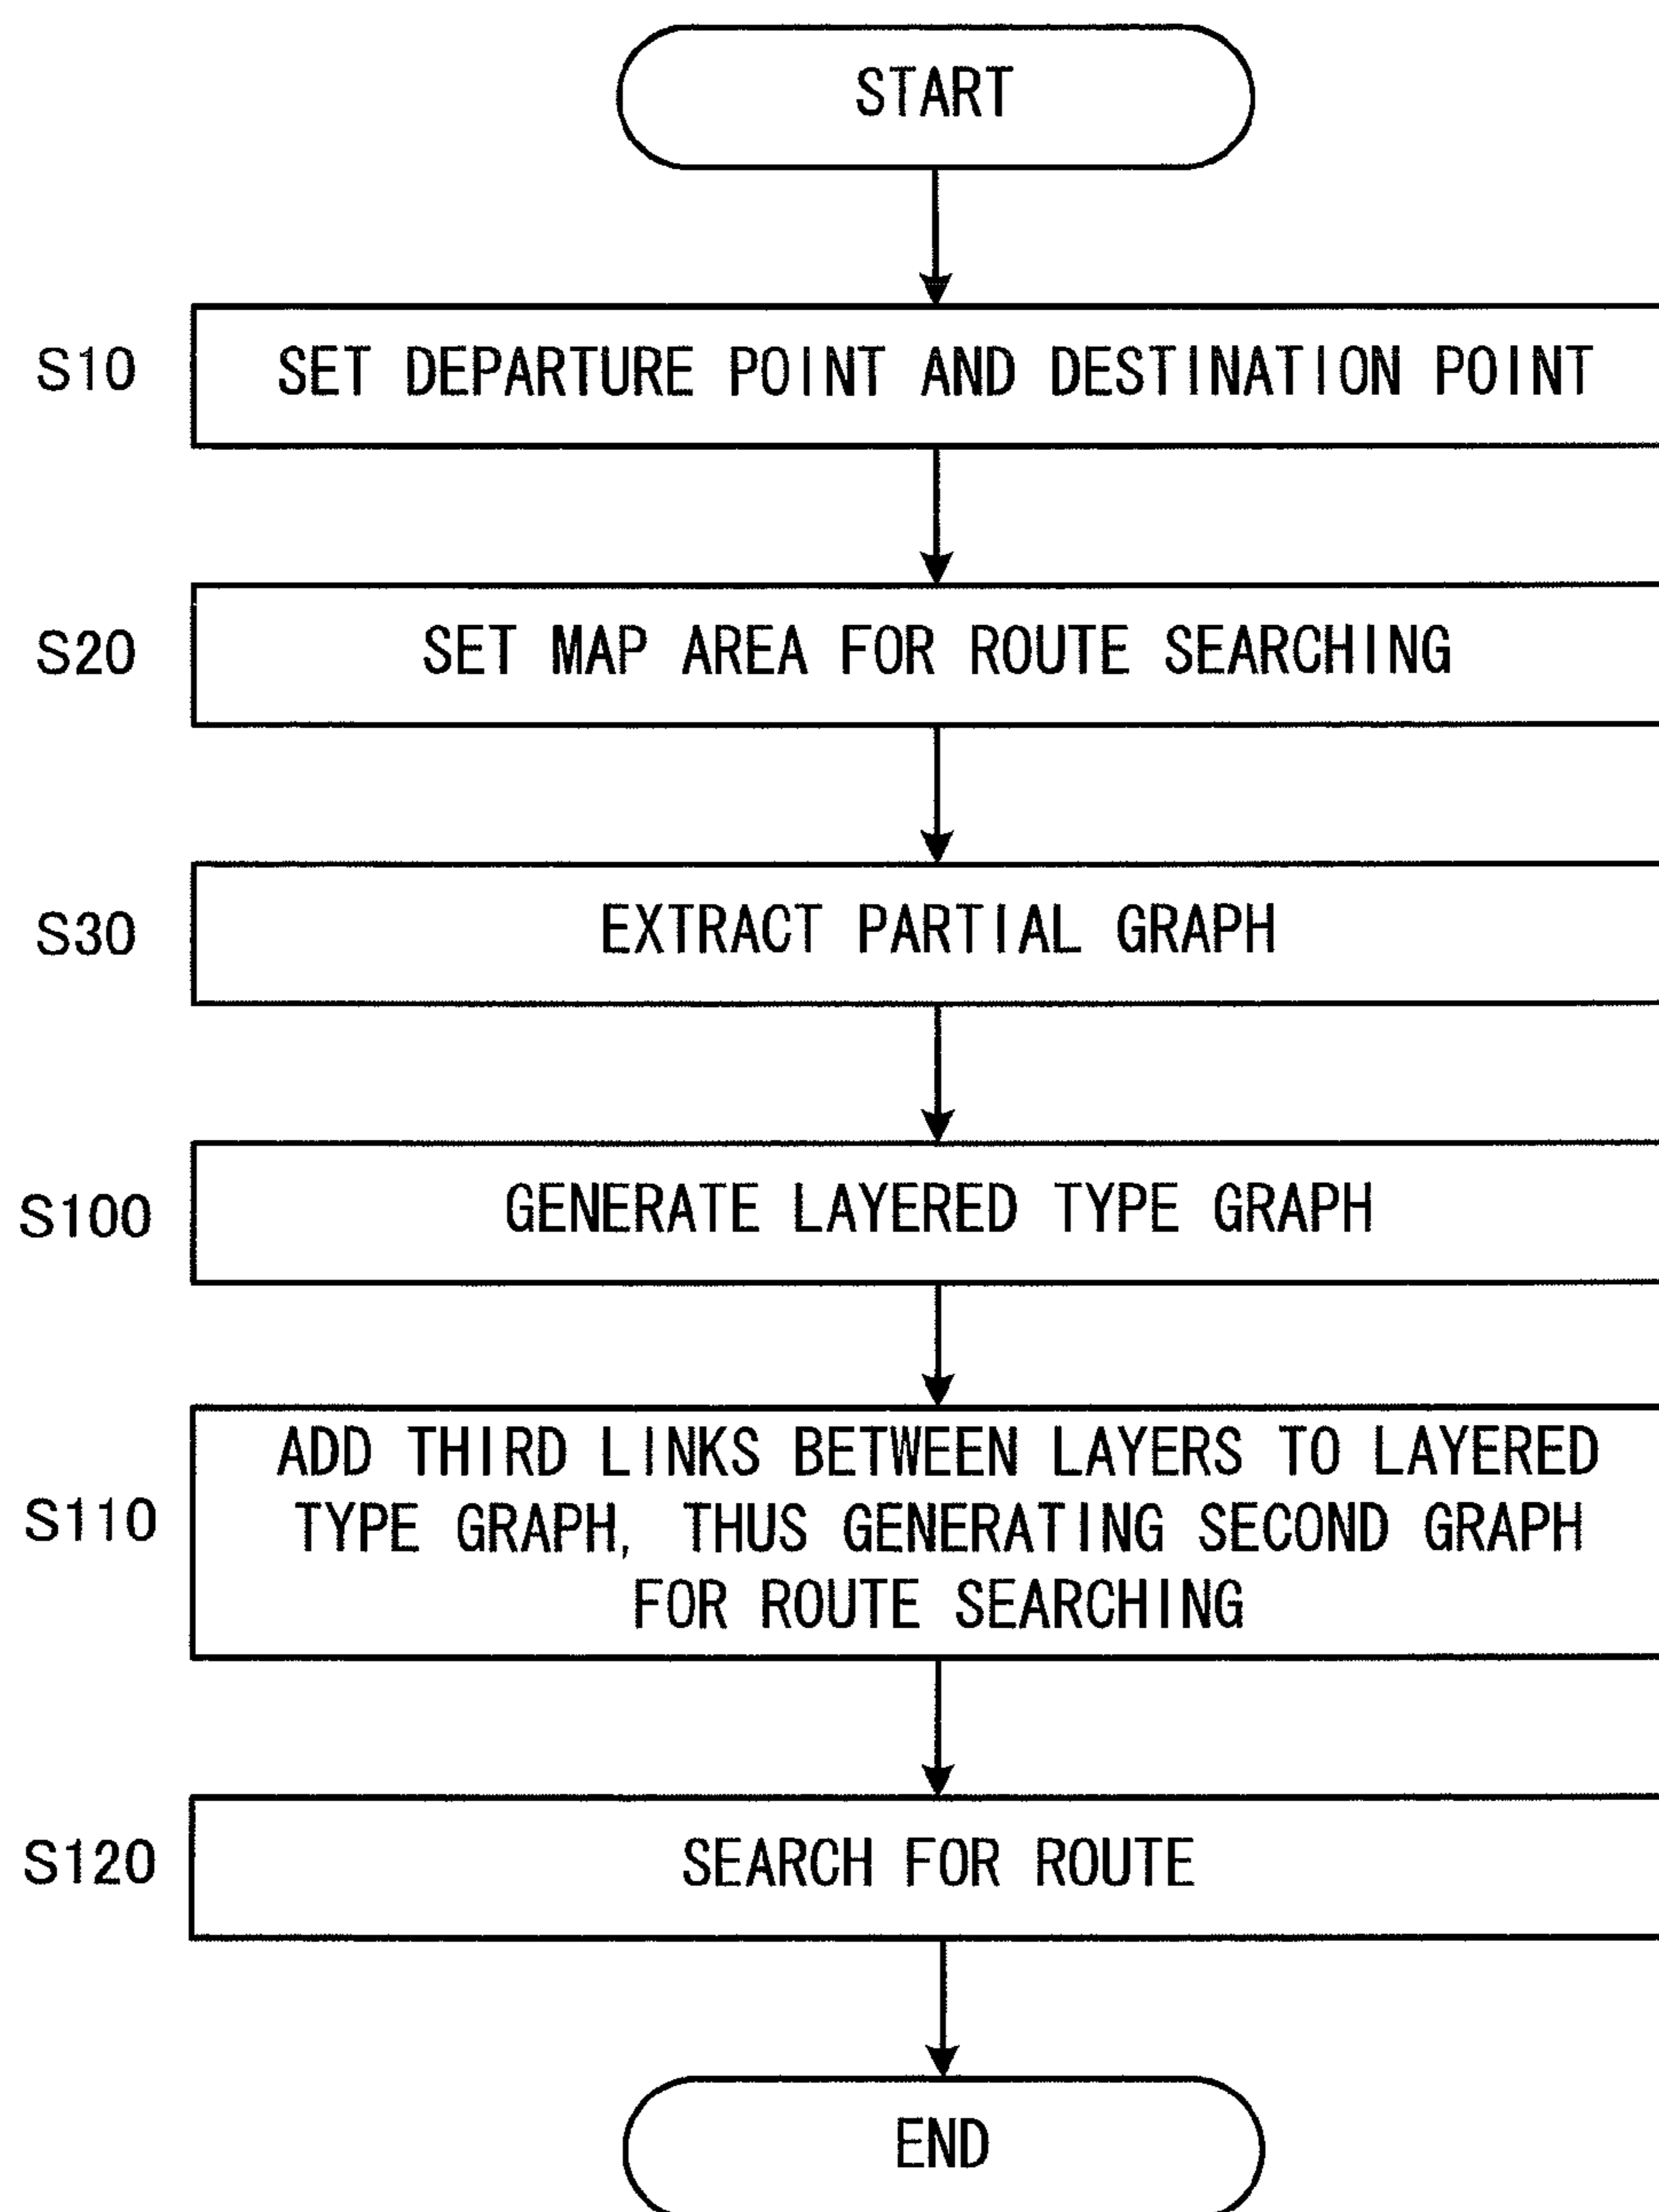 START
S10
SET DEPARTURE POINT AND DESTINATION POINT
S20
SET MAP AREA FOR ROUTE SEARCHING
S30
EXTRACT PARTIAL GRAPH
S100
GENERATE LAYERED TYPE GRAPH
S110
ADD THIRD LINKS BETWEEN LAYERS TO LAYERED
TYPE GRAPH, THUS GENERATING SECOND GRAPH
FOR ROUTE SEARCHING
S120
SEARCH FOR ROUTE
END